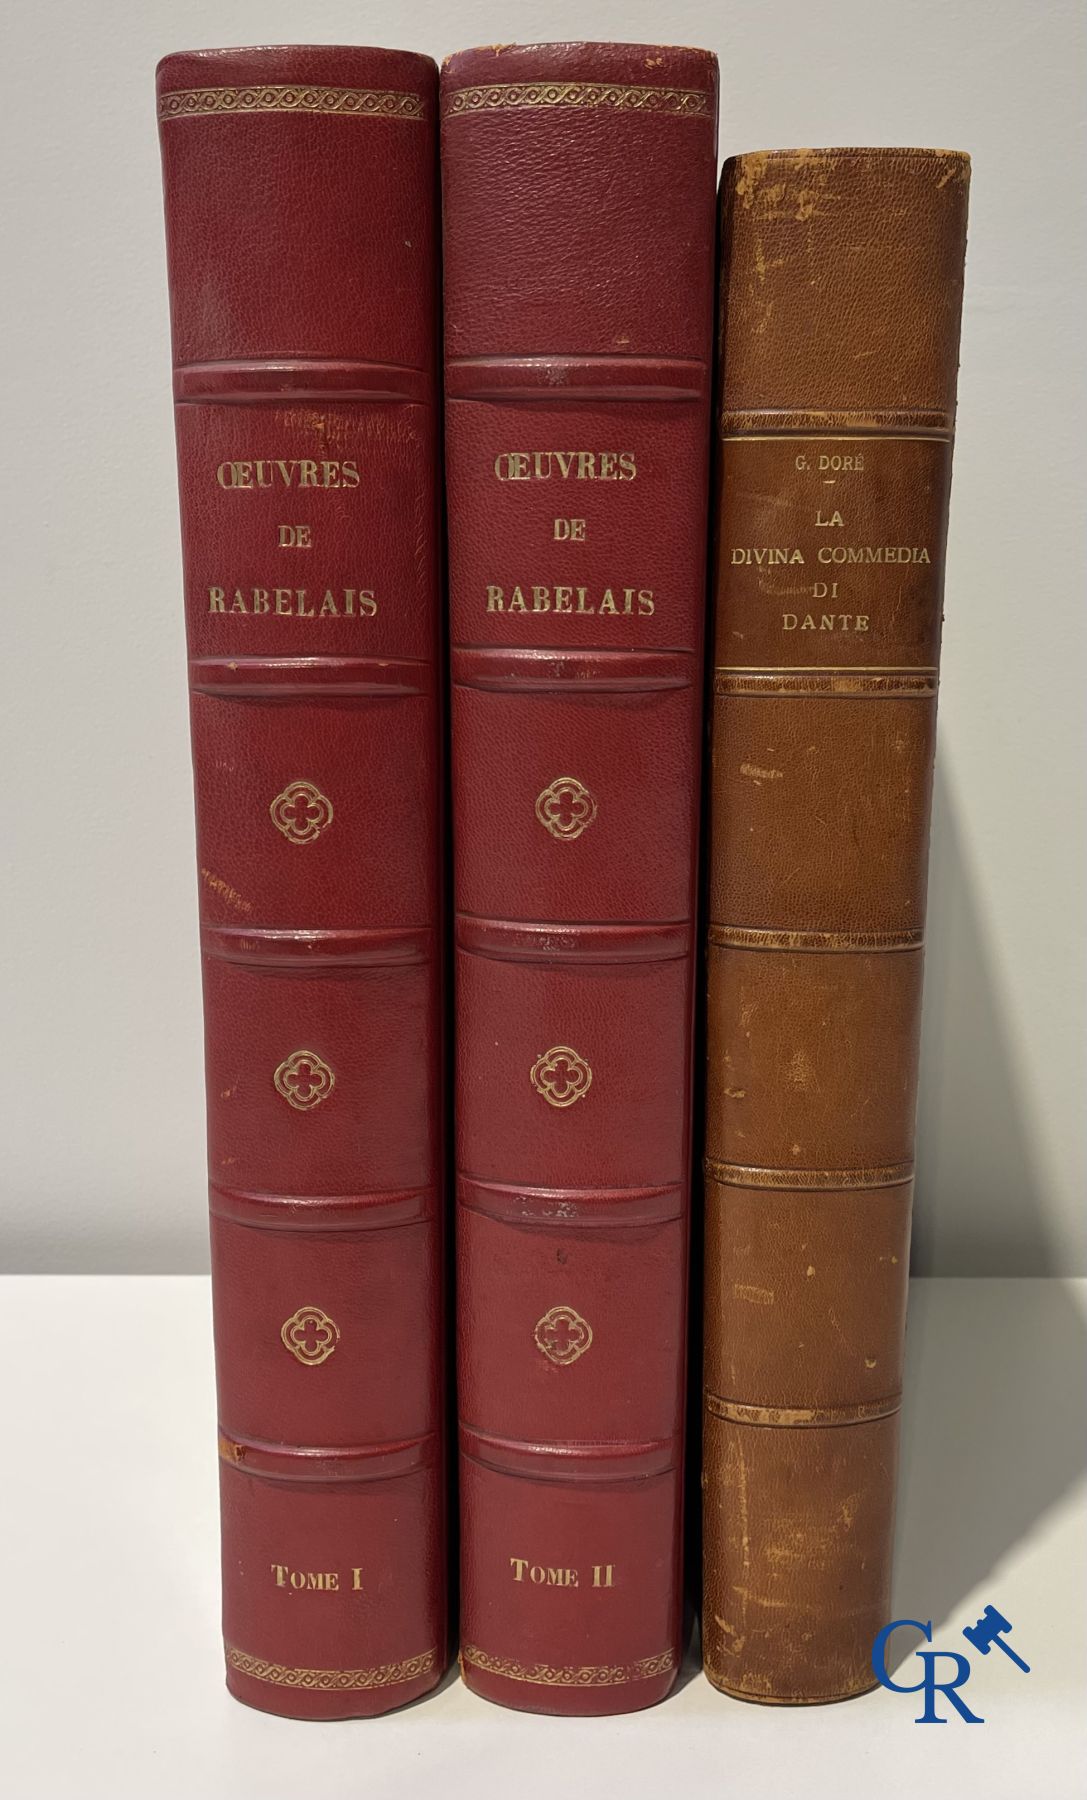 ŒUVRES
DE
RABELAIS
TOME I
ŒUVRES
DE
RABELAIS
TOME II
G. DORÉ
LA
DIVINA COMMEDIA
DI
DANTE
CR